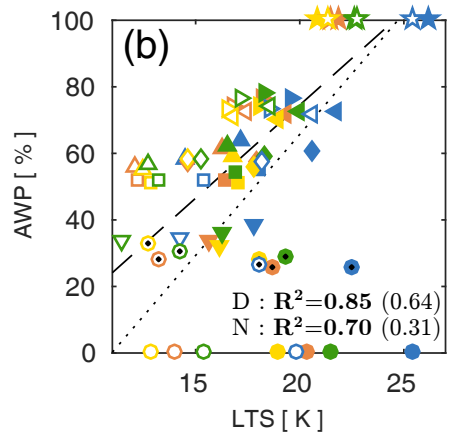 (b)
AWP [ % ]
100
80
60
40
20
0
D : R²=0.85 (0.64)
N : R²=0.70 (0.31)
15 20 25
LTS [ K ]